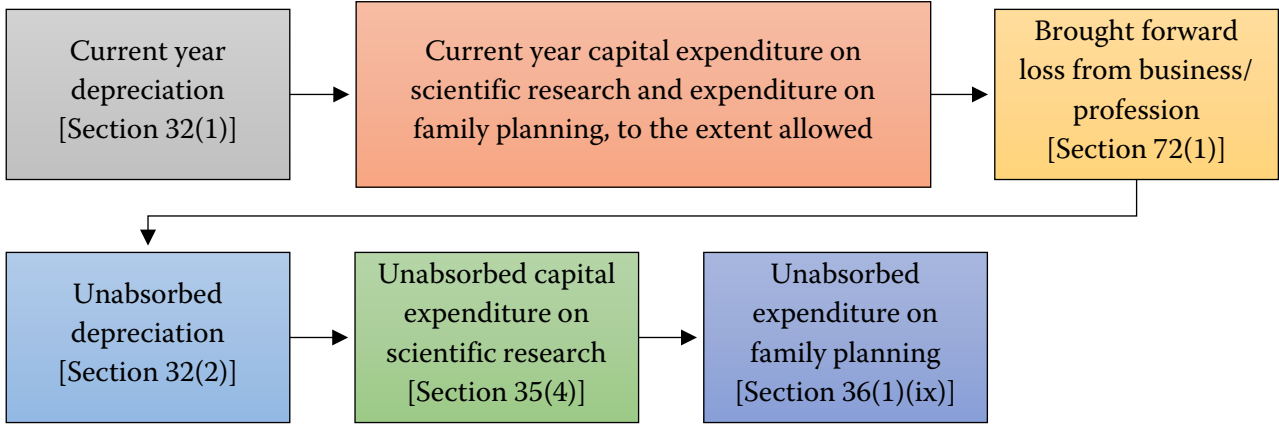 Current year
depreciation
[Section 32(1)]
Current year capital expenditure on
scientific research and expenditure on
family planning, to the extent allowed
Brought forward
loss from business/
profession
[Section 72(1)]
Unabsorbed
depreciation
[Section 32(2)]
Unabsorbed capital
expenditure on
scientific research
[Section 35(4)]
Unabsorbed
expenditure on
family planning
[Section 36(1)(ix)]